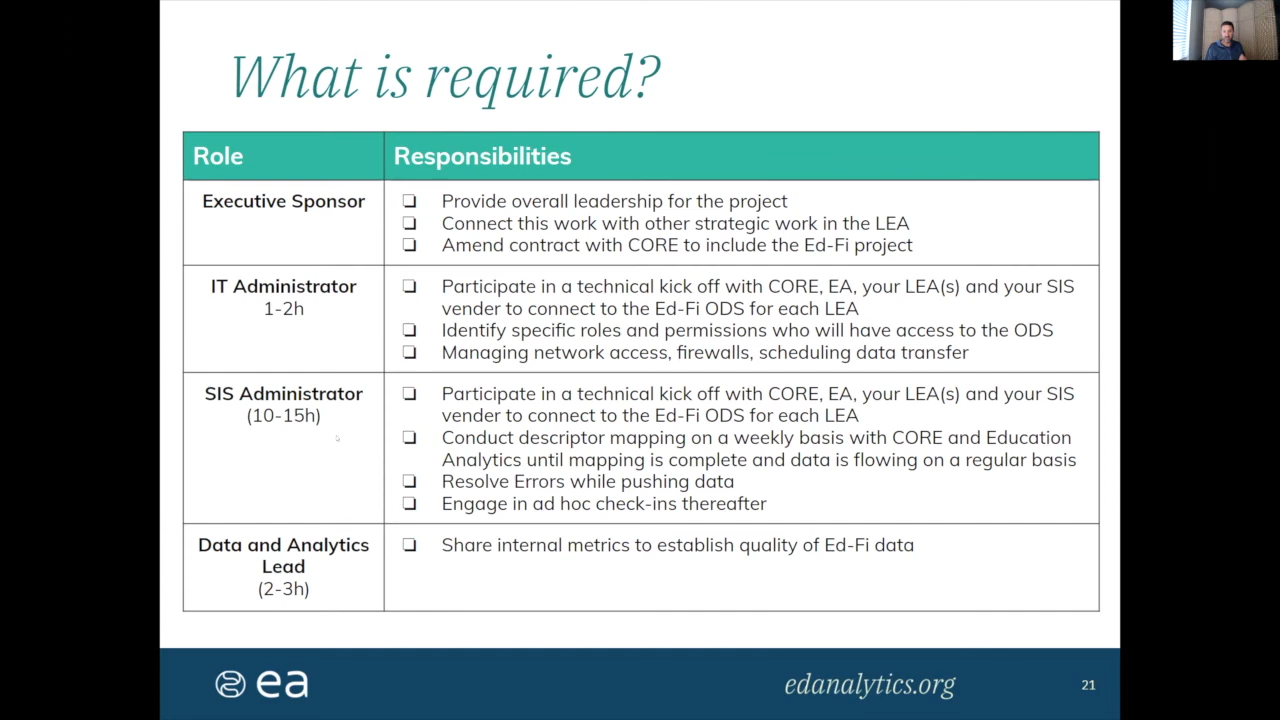 What is required?
Role
Responsibilities
Executive Sponsor
❏ Provide overall leadership for the project
❏ Connect this work with other strategic work in the LEA
❏ Amend contract with CORE to include the Ed-Fi project
IT Administrator
1-2h
❏ Participate in a technical kick off with CORE, EA, your LEA(s) and your SIS
vender to connect to the Ed-Fi ODS for each LEA
❏ Identify specific roles and permissions who will have access to the ODS
❏ Managing network access, firewalls, scheduling data transfer
SIS Administrator
(10-15h)
❏ Participate in a technical kick off with CORE, EA, your LEA(s) and your SIS
vender to connect to the Ed-Fi ODS for each LEA
❏ Conduct descriptor mapping on a weekly basis with CORE and Education
Analytics until mapping is complete and data is flowing on a regular basis
❏ Resolve Errors while pushing data
❏ Engage in ad hoc check-ins thereafter
Data and Analytics
Lead
(2-3h)
❏ Share internal metrics to establish quality of Ed-Fi data
ea
edanalytics.org
21